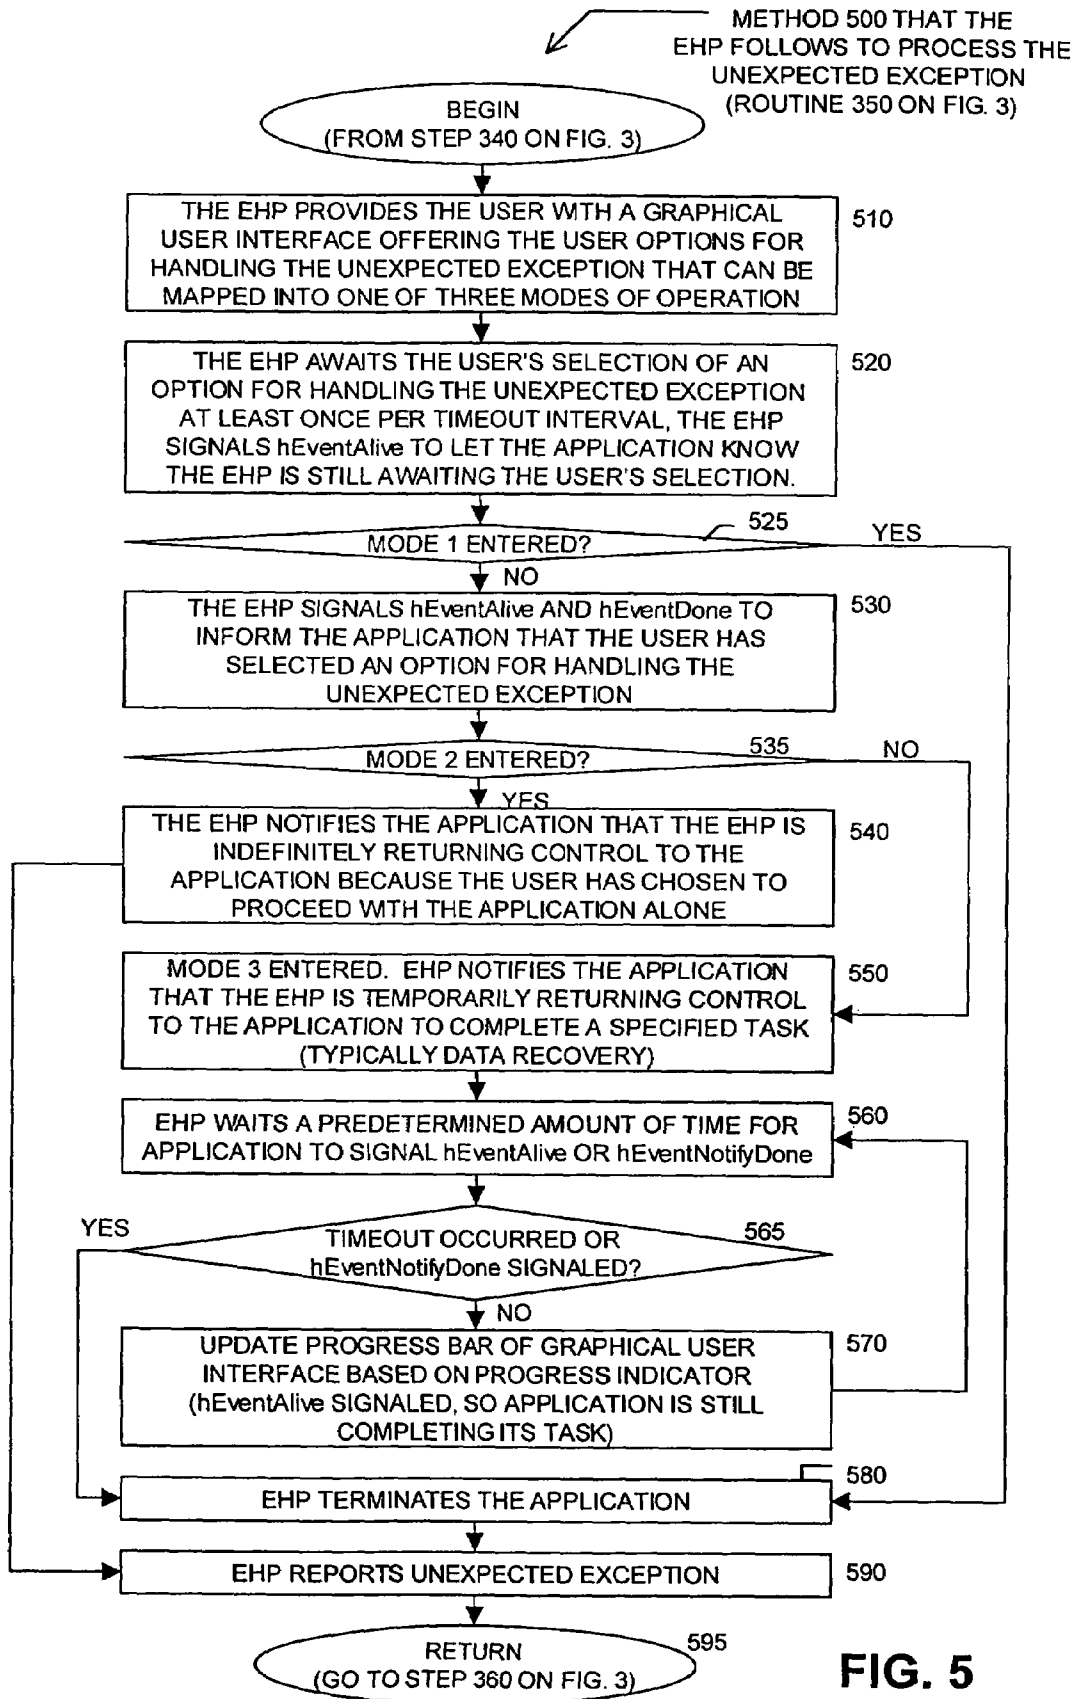 METHOD 500 THAT THE
EHP FOLLOWS TO PROCESS THE
UNEXPECTED EXCEPTION
(ROUTINE 350 ON FIG. 3)
BEGIN
(FROM STEP 340 ON FIG. 3)
THE EHP PROVIDES THE USER WITH A GRAPHICAL
USER INTERFACE OFFERING THE USER OPTIONS FOR
HANDLING THE UNEXPECTED EXCEPTION THAT CAN BE
MAPPED INTO ONE OF THREE MODES OF OPERATION
510
THE EHP AWAITS THE USER'S SELECTION OF AN
OPTION FOR HANDLING THE UNEXPECTED EXCEPTION
AT LEAST ONCE PER TIMEOUT INTERVAL, THE EHP
SIGNALS hEventAlive TO LET THE APPLICATION KNOW
THE EHP IS STILL AWAITING THE USER'S SELECTION.
520
MODE 1 ENTERED?
525
YES
NO
THE EHP SIGNALS hEventAlive AND hEventDone TO
INFORM THE APPLICATION THAT THE USER HAS
SELECTED AN OPTION FOR HANDLING THE
UNEXPECTED EXCEPTION
530
MODE 2 ENTERED?
535
NO
YES
THE EHP NOTIFIES THE APPLICATION THAT THE EHP IS
INDEFINITELY RETURNING CONTROL TO THE
APPLICATION BECAUSE THE USER HAS CHOSEN TO
PROCEED WITH THE APPLICATION ALONE
540
MODE 3 ENTERED. EHP NOTIFIES THE APPLICATION
THAT THE EHP IS TEMPORARILY RETURNING CONTROL
TO THE APPLICATION TO COMPLETE A SPECIFIED TASK
(TYPICALLY DATA RECOVERY)
550
EHP WAITS A PREDETERMINED AMOUNT OF TIME FOR
APPLICATION TO SIGNAL hEventAlive OR hEventNotifyDone
560
YES
TIMEOUT OCCURRED OR
hEventNotifyDone SIGNALED?
565
NO
UPDATE PROGRESS BAR OF GRAPHICAL USER
INTERFACE BASED ON PROGRESS INDICATOR
(hEventAlive SIGNALED, SO APPLICATION IS STILL
COMPLETING ITS TASK)
570
EHP TERMINATES THE APPLICATION
580
EHP REPORTS UNEXPECTED EXCEPTION
590
RETURN
(GO TO STEP 360 ON FIG. 3)
595
FIG. 5